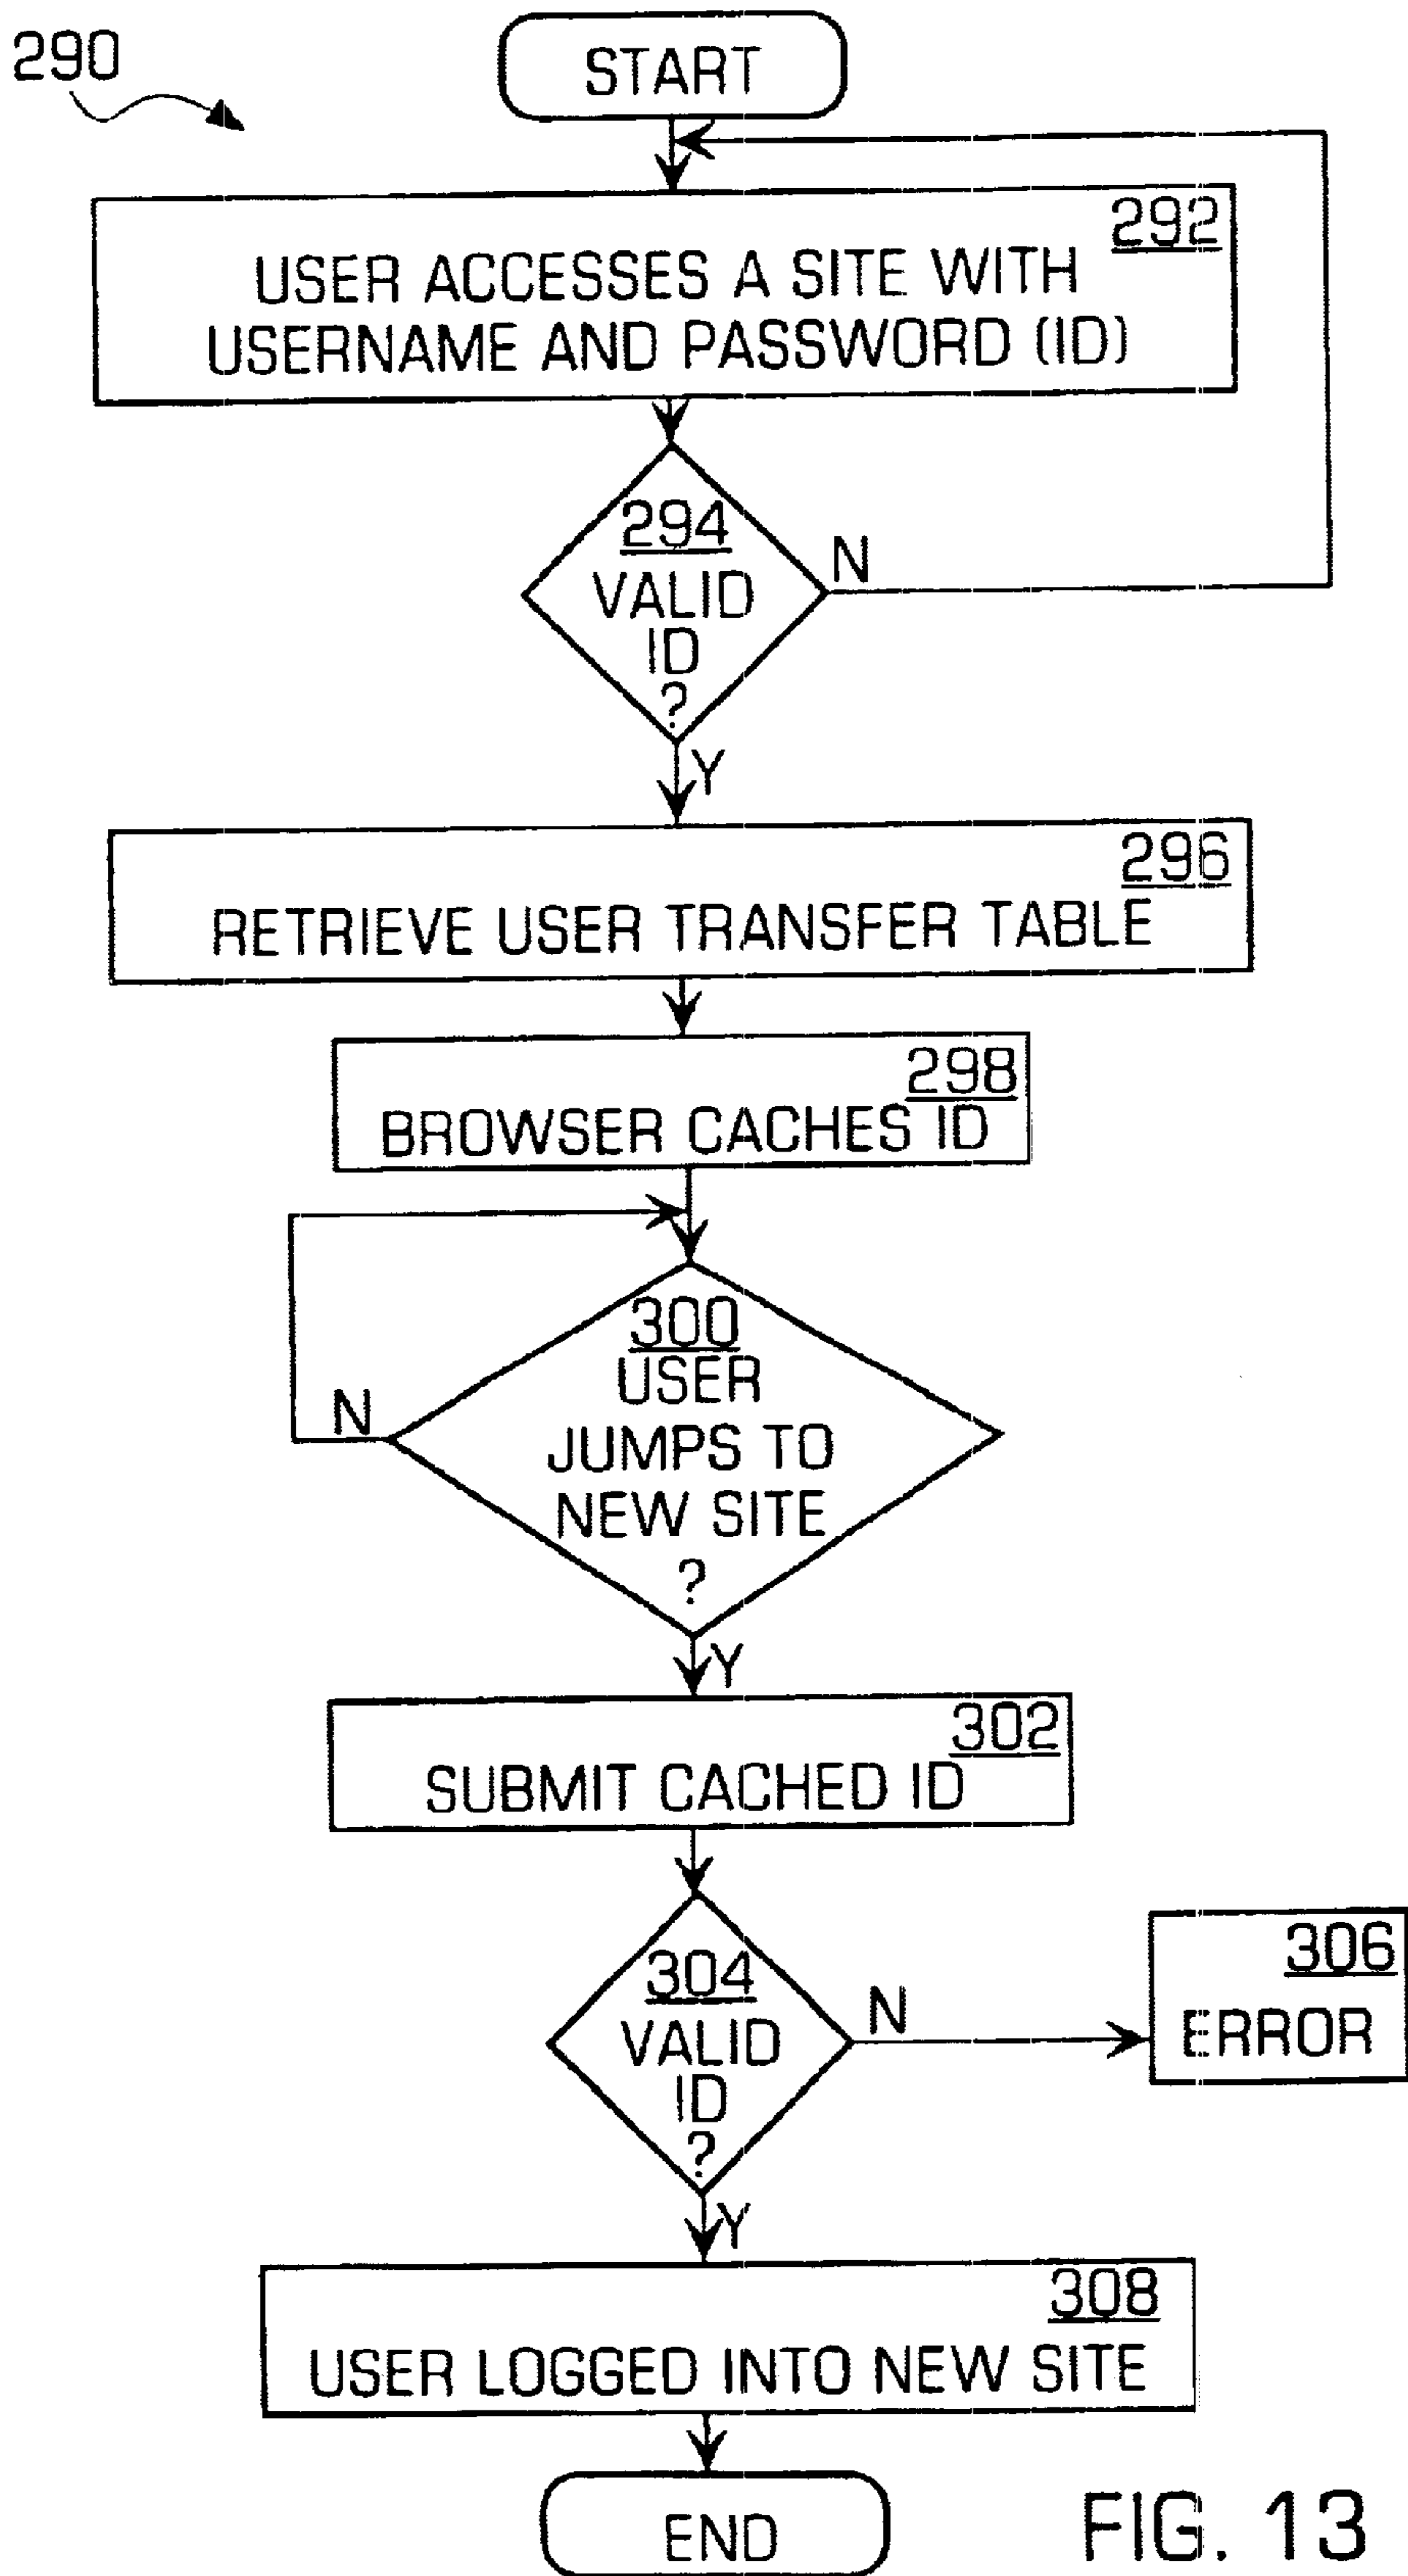 290
START
292
USER ACCESSES A SITE WITH
USERNAME AND PASSWORD (ID)
294
VALID
ID
?
N
Y
296
RETRIEVE USER TRANSFER TABLE
298
BROWSER CACHES ID
300
USER
JUMPS TO
NEW SITE
?
N
Y
302
SUBMIT CACHED ID
304
VALID
ID
?
N
306
ERROR
Y
308
USER LOGGED INTO NEW SITE
END
FIG. 13